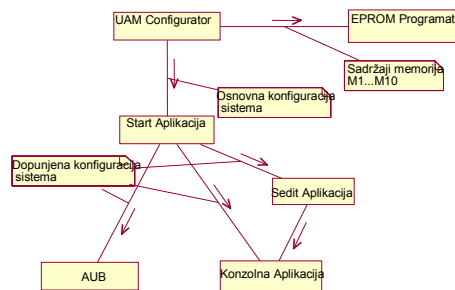 UAM Configurator
EPROM Programat
Sadržaji memorija
M1...M10
Osnovna konfiguracija
sistema
Start Aplikacija
Dopunjena konfiguracija
sistema
Sedit Aplikacija
AUB
Konzolna Aplikacija